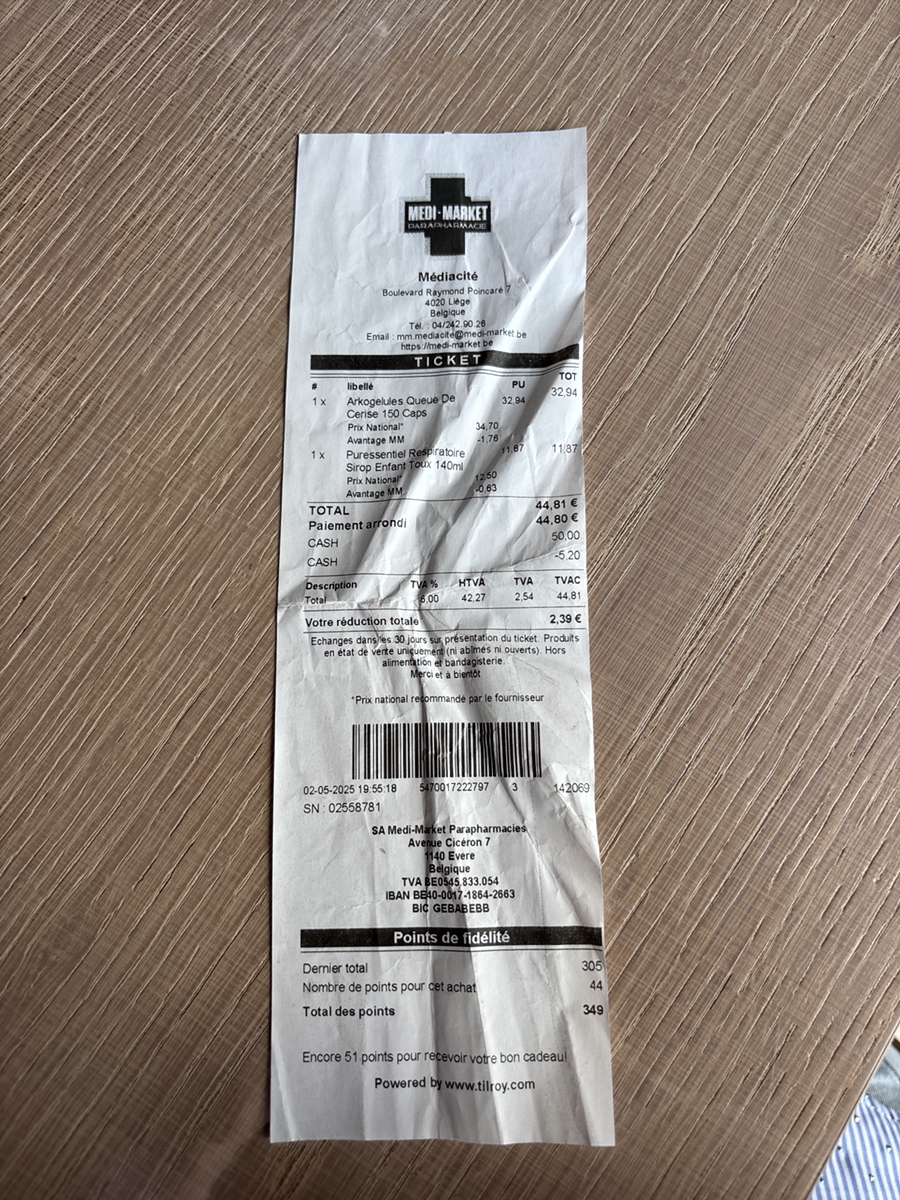 MEDI-MARKET
PARAPHARMACIE
Médiacité
Boulevard Raymond Poincaré 7
4020 Liège
Belgique
Tél. : 04/242.90.26
Email : mm.mediacite@medi-market.be
https://medi-market.be
TICKET
# libellé PU TOT
1 x Arkogelules Queue De 32,94 32,94
Cerise 150 Caps
Prix National* 34,70
Avantage MM -1,76
1 x Puressentiel Respiratoire 11,87 11,87
Sirop Enfant Toux 140ml
Prix National* 12,50
Avantage MM -0,63
TOTAL 44,81 €
Paiement arrondi 44,80 €
CASH 50,00
CASH -5,20
Description TVA % HTVA TVA TVAC
Total 6,00 42,27 2,54 44,81
Votre réduction totale 2,39 €
Echanges dans les 30 jours sur présentation du ticket. Produits
en état de vente uniquement (ni abîmes ni ouverts). Hors
alimentation et bandagisterie.
Merci et à bientôt
*Prix national recommandé par le fournisseur
02-05-2025 19:55:18 5470017222797 3 142069
SN : 02558781
SA Medi-Market Parapharmacies
Avenue Cicéron 7
1140 Evere
Belgique
TVA BE0545.833.054
IBAN BE40-0017-1864-2663
BIC GEBABEBB
Points de fidélité
Dernier total 305
Nombre de points pour cet achat 44
Total des points 349
Encore 51 points pour recevoir votre bon cadeau!
Powered by www.tilroy.com